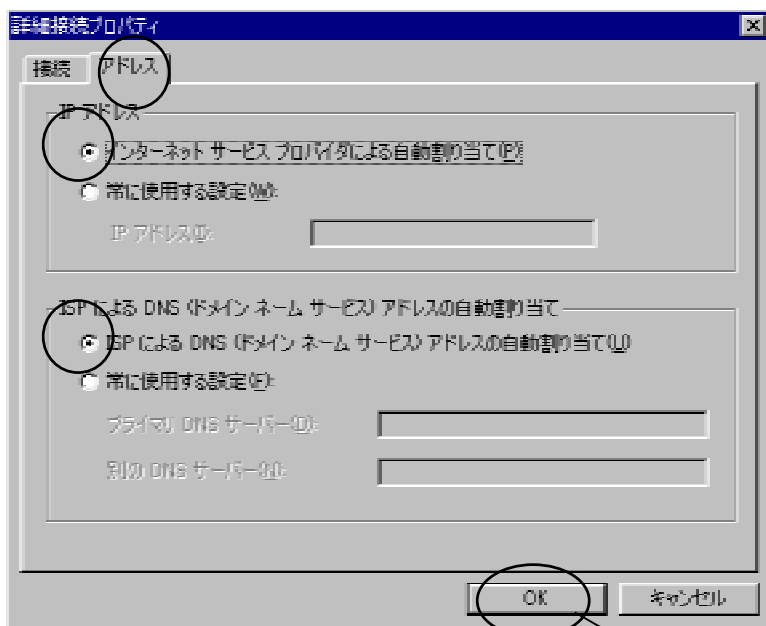 詳細接続プロパティ
接続 アドレス
IP アドレス
インターネット サービス プロバイダによる自動割り当て(P)
常に使用する設定(W):
IP アドレス(I):
ISP による DNS (ドメイン ネーム サービス) アドレスの自動割り当て
ISP による DNS (ドメイン ネーム サービス) アドレスの自動割り当て(L)
常に使用する設定(F):
プライマリ DNS サーバー(D):
別の DNS サーバー(N):
OK キャンセル